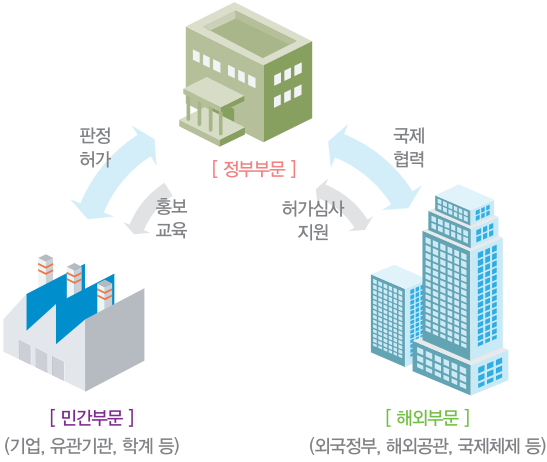 판정
허가
국제
협력
[ 정부부문 ]
홍보
교육
허가심사
지원
[ 민간부문 ]
(기업, 유관기관, 학계 등)
[ 해외부문 ]
(외국정부, 해외공관, 국제체제 등)